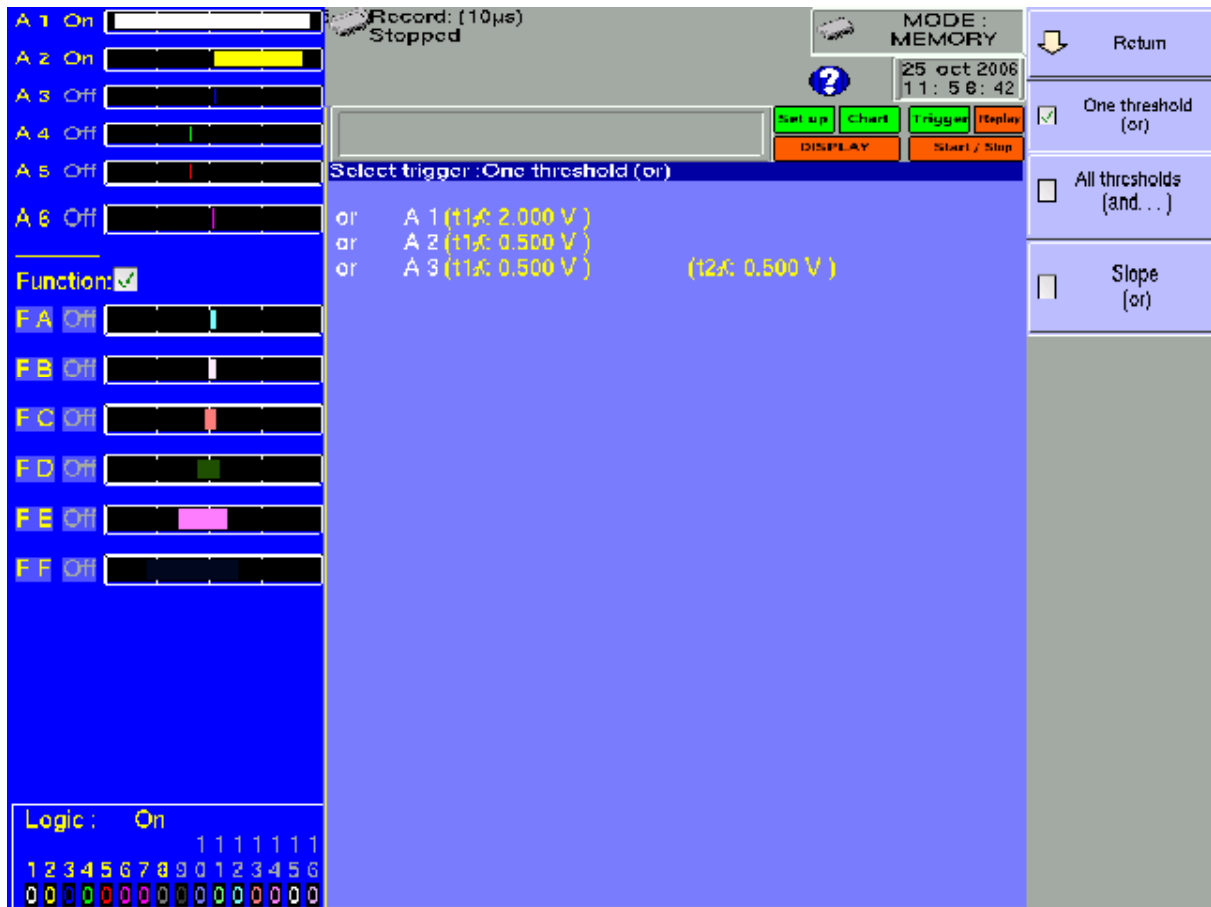 A 1 On
A 2 On
A 3 Off
A 4 Off
A 5 Off
A 6 Off
Function:
F A Off
F B Off
F C Off
F D Off
F E Off
F F Off
Logic : On
1 1 1 1 1 1 1
1 2 3 4 5 6 7 8 9 0 1 2 3 4 5 6
0 0 0 0 0 0 0 0 0 0 0 0 0 0 0 0
Record: (10µs)
Stopped
MODE :
MEMORY
?
25 oct 2006
11: 58: 42
Set up Chart Trigger Replay
DISPLAY Start / Stop
Select trigger :One threshold (or)
or A 1 (t1: 2.000 V )
or A 2 (t1: 0.500 V )
or A 3 (t1: 0.500 V ) (t2: 0.500 V )
Return
One threshold
(or)
All thresholds
(and. . . )
Slope
(or)